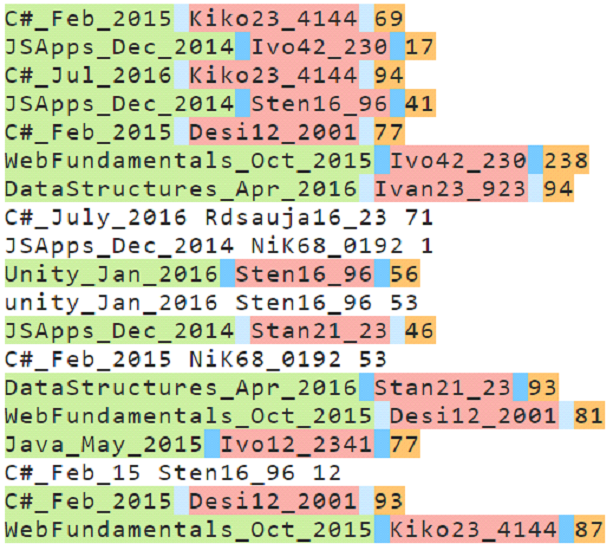 C#_Feb_2015 Kiko23_4144 69
JSApps_Dec_2014 Ivo42_230 17
C#_Jul_2016 Kiko23_4144 94
JSApps_Dec_2014 Sten16_96 41
C#_Feb_2015 Desi12_2001 77
WebFundamentals_Oct_2015 Ivo42_230 238
DataStructures_Apr_2016 Ivan23_923 94
C#_July_2016 Rdsauja16_23 71
JSApps_Dec_2014 NiK68_0192 1
Unity_Jan_2016 Sten16_96 56
unity_Jan_2016 Sten16_96 53
JSApps_Dec_2014 Stan21_23 46
C#_Feb_2015 NiK68_0192 53
DataStructures_Apr_2016 Stan21_23 93
WebFundamentals_Oct_2015 Desi12_2001 81
Java_May_2015 Ivo12_2341 77
C#_Feb_15 Sten16_96 12
C#_Feb_2015 Desi12_2001 93
WebFundamentals_Oct_2015 Kiko23_4144 87